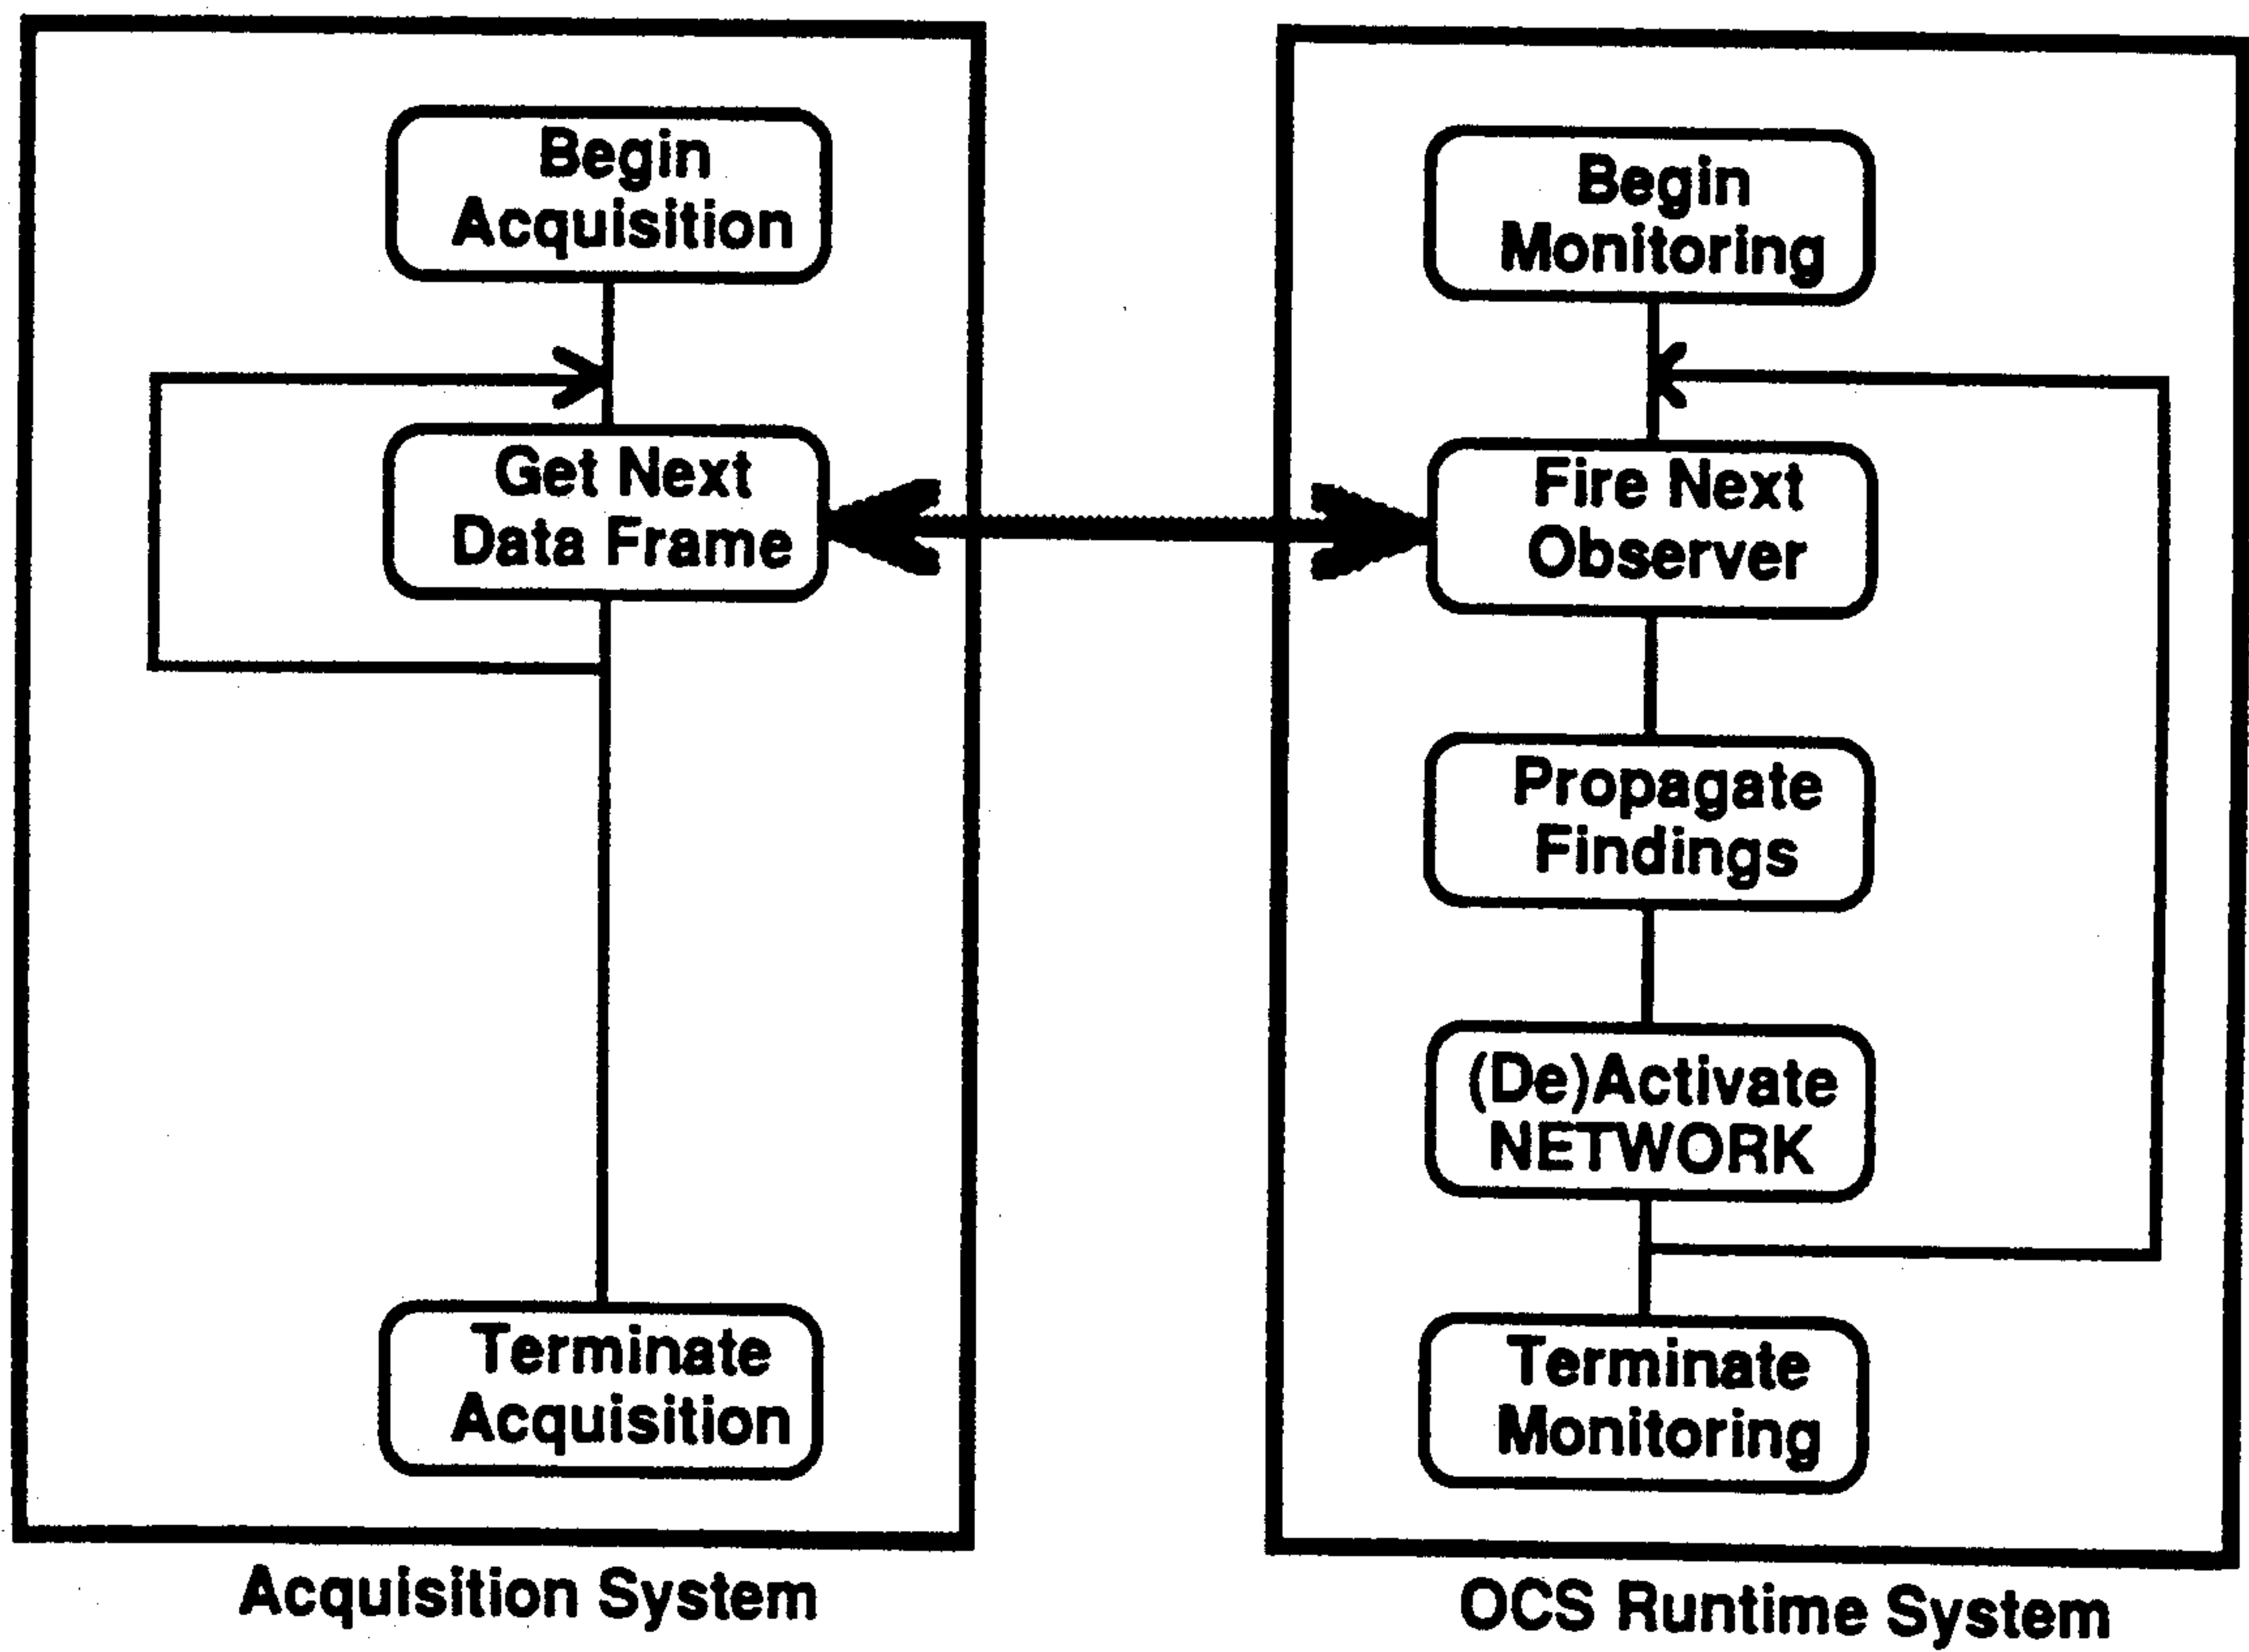 Begin
Acquisition
Get Next
Data Frame
Terminate
Acquisition
Acquisition System
Begin
Monitoring
Fire Next
Observer
Propagate
Findings
(De)Activate
NETWORK
Terminate
Monitoring
OCS Runtime System